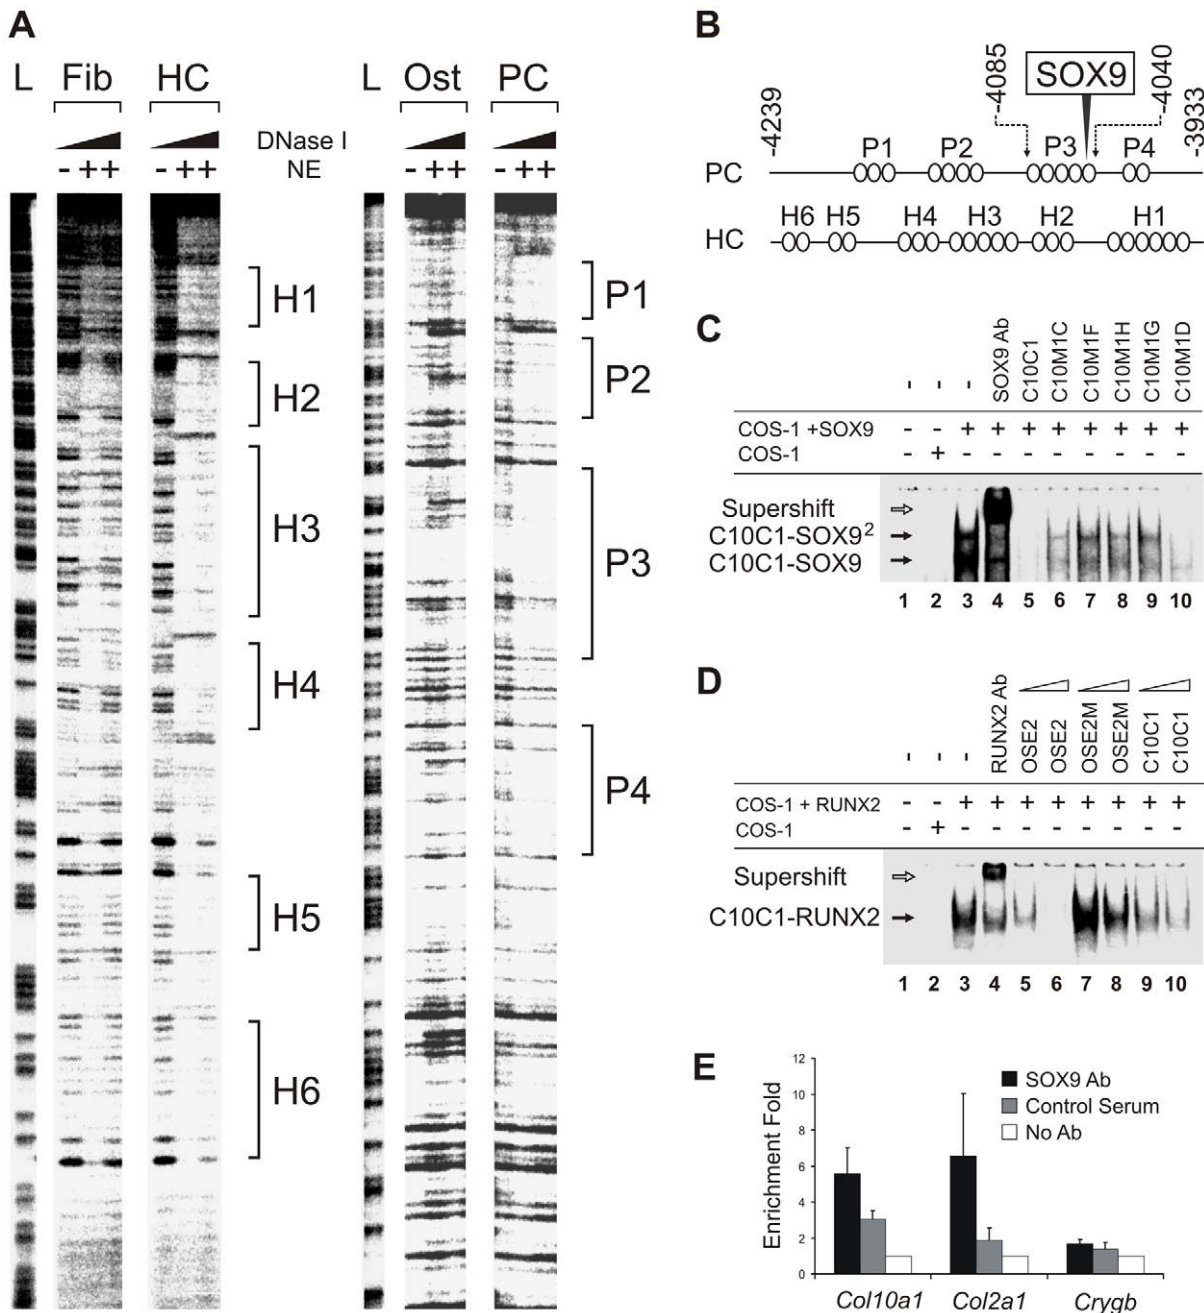 A
L Fib HC
DNase I
- ++ - ++ NE
H1
H2
H3
H4
H5
H6
L Ost PC
- ++ - ++
P1
P2
P3
P4
B
-4239 -4085 SOX9 -4040 -3933
P1 P2 P3 P4
PC
H6 H5 H4 H3 H2 H1
HC
C
- - - SOX9 Ab C10C1 C10M1C C10M1F C10M1H C10M1G C10M1D
COS-1 +SOX9 - - + + + + + + + +
COS-1 - + - - - - - - - -
Supershift
C10C1-SOX9²
C10C1-SOX9
1 2 3 4 5 6 7 8 9 10
D
- - - RUNX2 Ab OSE2 OSE2 OSE2M OSE2M C10C1 C10C1
COS-1 + RUNX2 - - + + + + + + + +
COS-1 - + - - - - - - - -
Supershift
C10C1-RUNX2
1 2 3 4 5 6 7 8 9 10
E
Enrichment Fold
12
10
8
6
4
2
0
SOX9 Ab
Control Serum
No Ab
Col10a1 Col2a1 Crygb